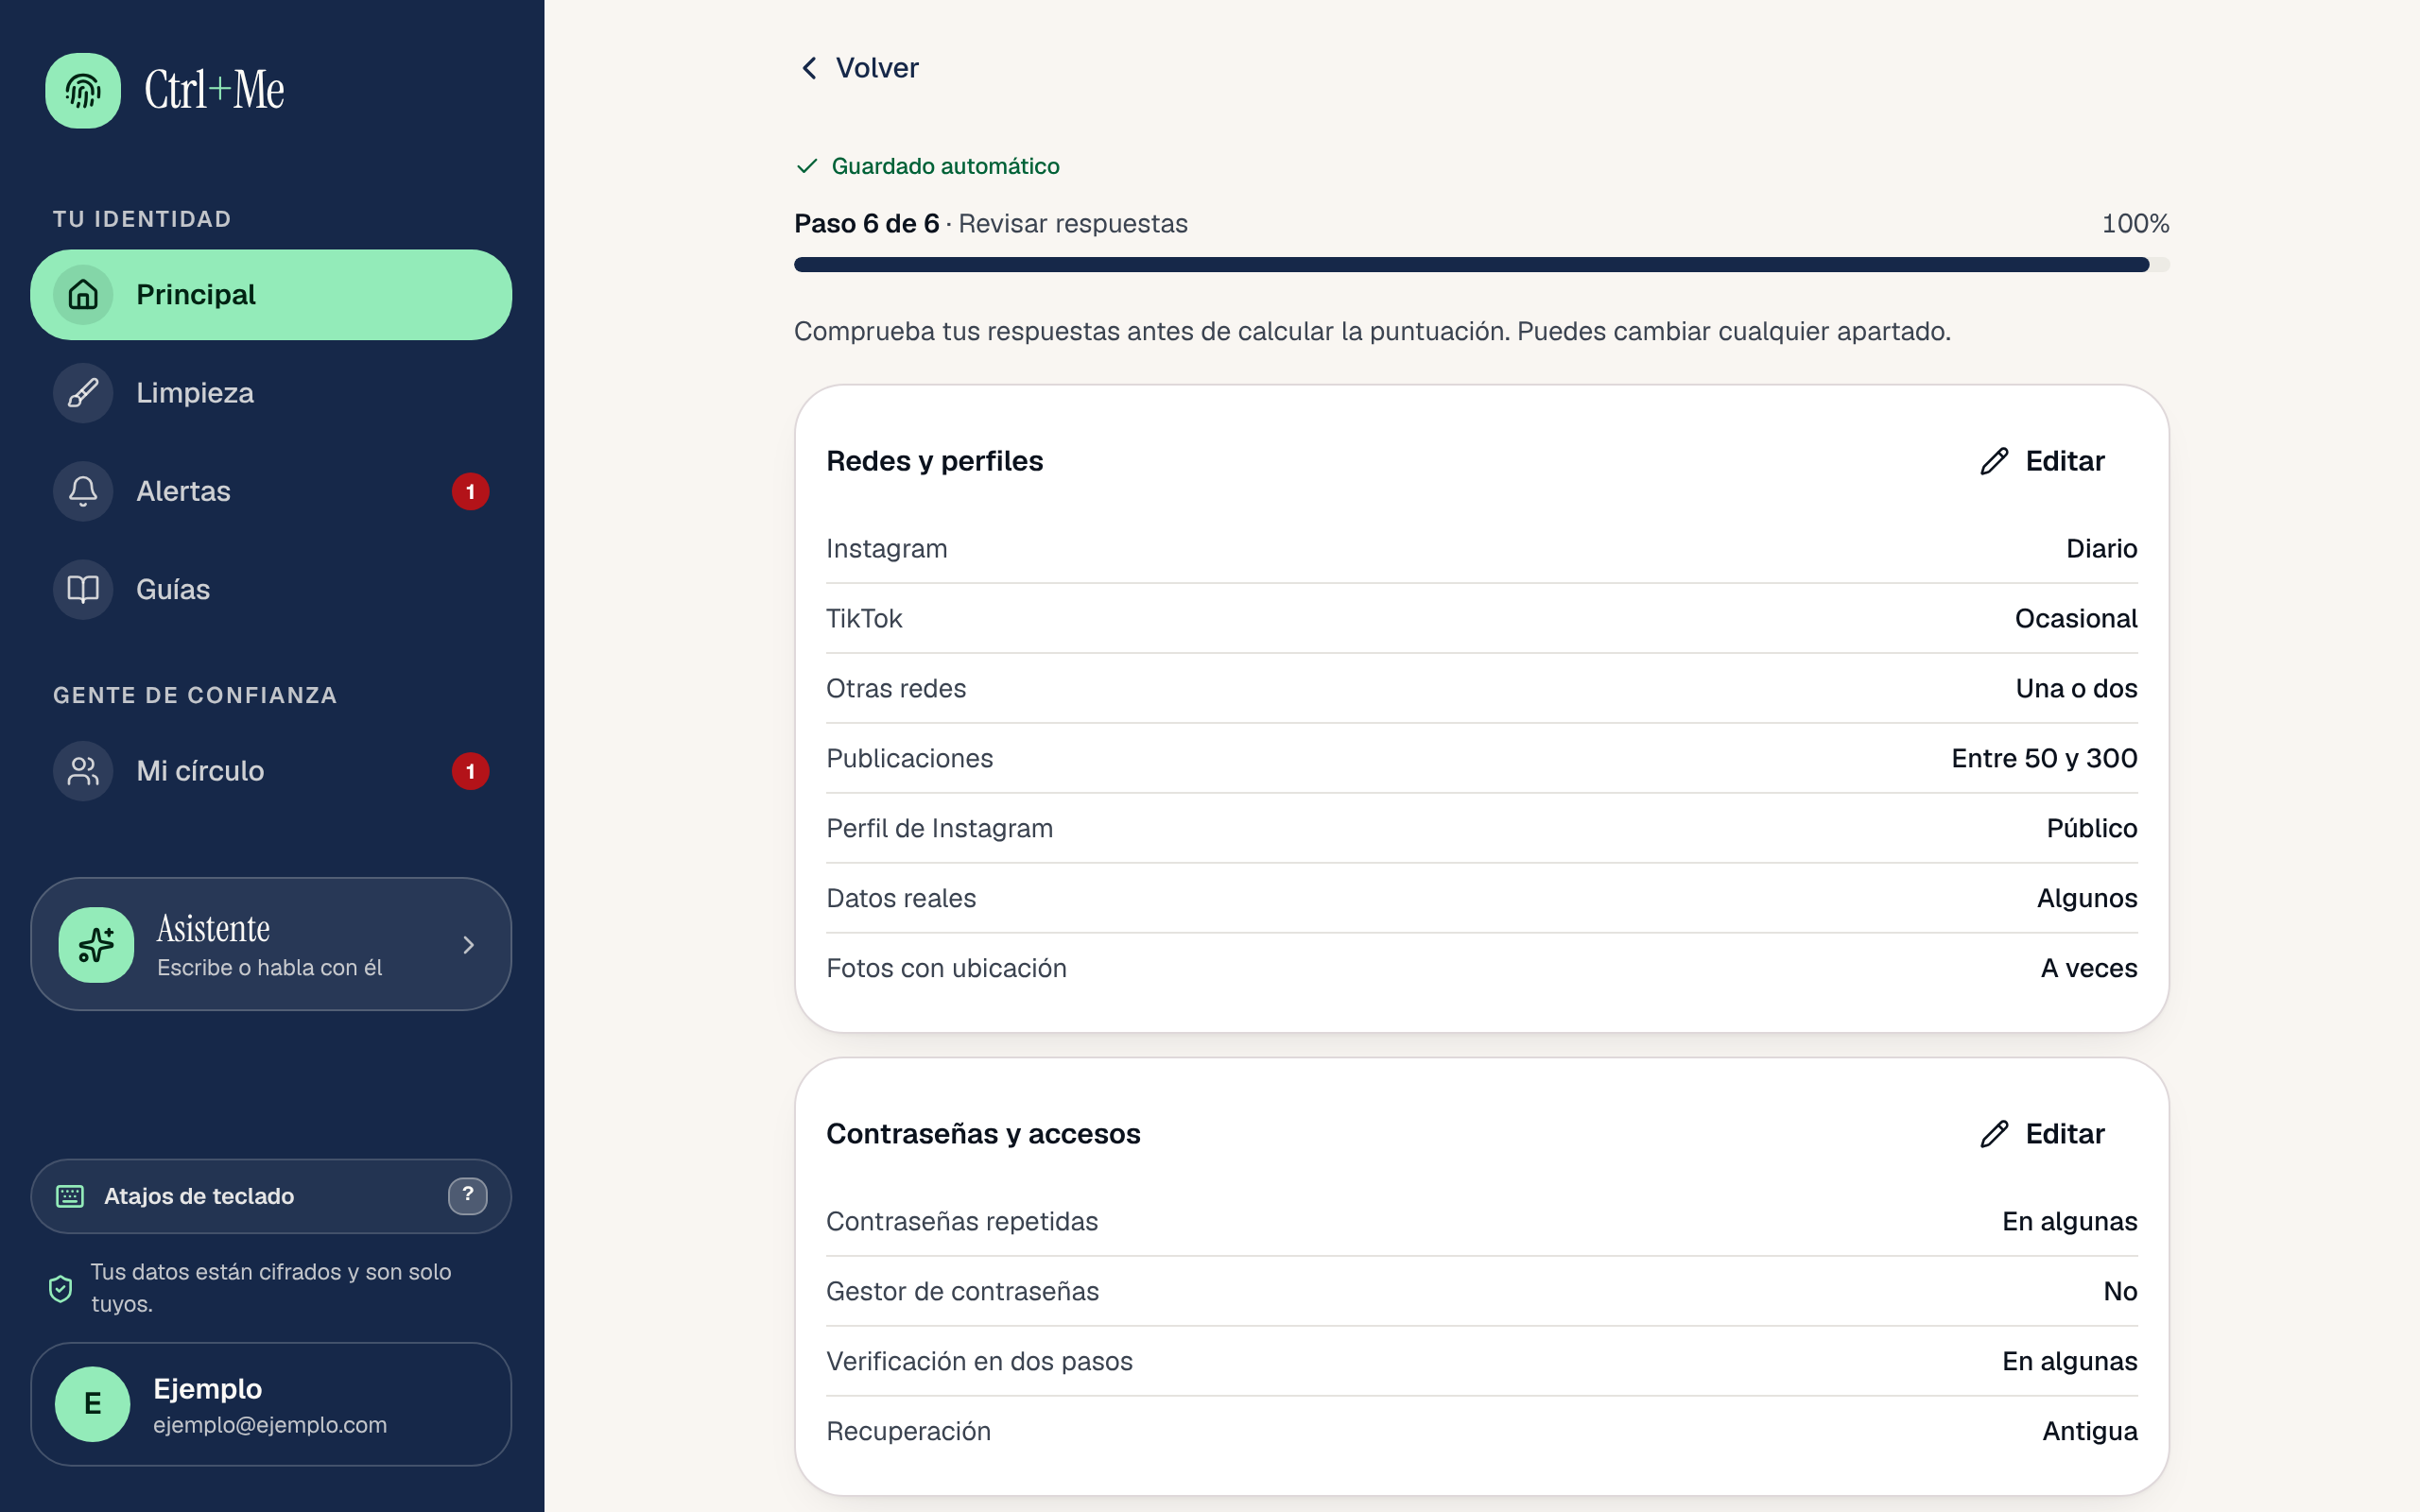 Ctrl+Me
TU IDENTIDAD
Principal
Limpieza
Alertas
1
Guías
GENTE DE CONFIANZA
Mi círculo
1
Asistente
Escribe o habla con él
Atajos de teclado
?
Tus datos están cifrados y son solo
tuyos.
E
Ejemplo
ejemplo@ejemplo.com
Volver
Guardado automático
Paso 6 de 6 · Revisar respuestas
100%
Comprueba tus respuestas antes de calcular la puntuación. Puedes cambiar cualquier apartado.
Redes y perfiles
Editar
Instagram
Diario
TikTok
Ocasional
Otras redes
Una o dos
Publicaciones
Entre 50 y 300
Perfil de Instagram
Público
Datos reales
Algunos
Fotos con ubicación
A veces
Contraseñas y accesos
Editar
Contraseñas repetidas
En algunas
Gestor de contraseñas
No
Verificación en dos pasos
En algunas
Recuperación
Antigua